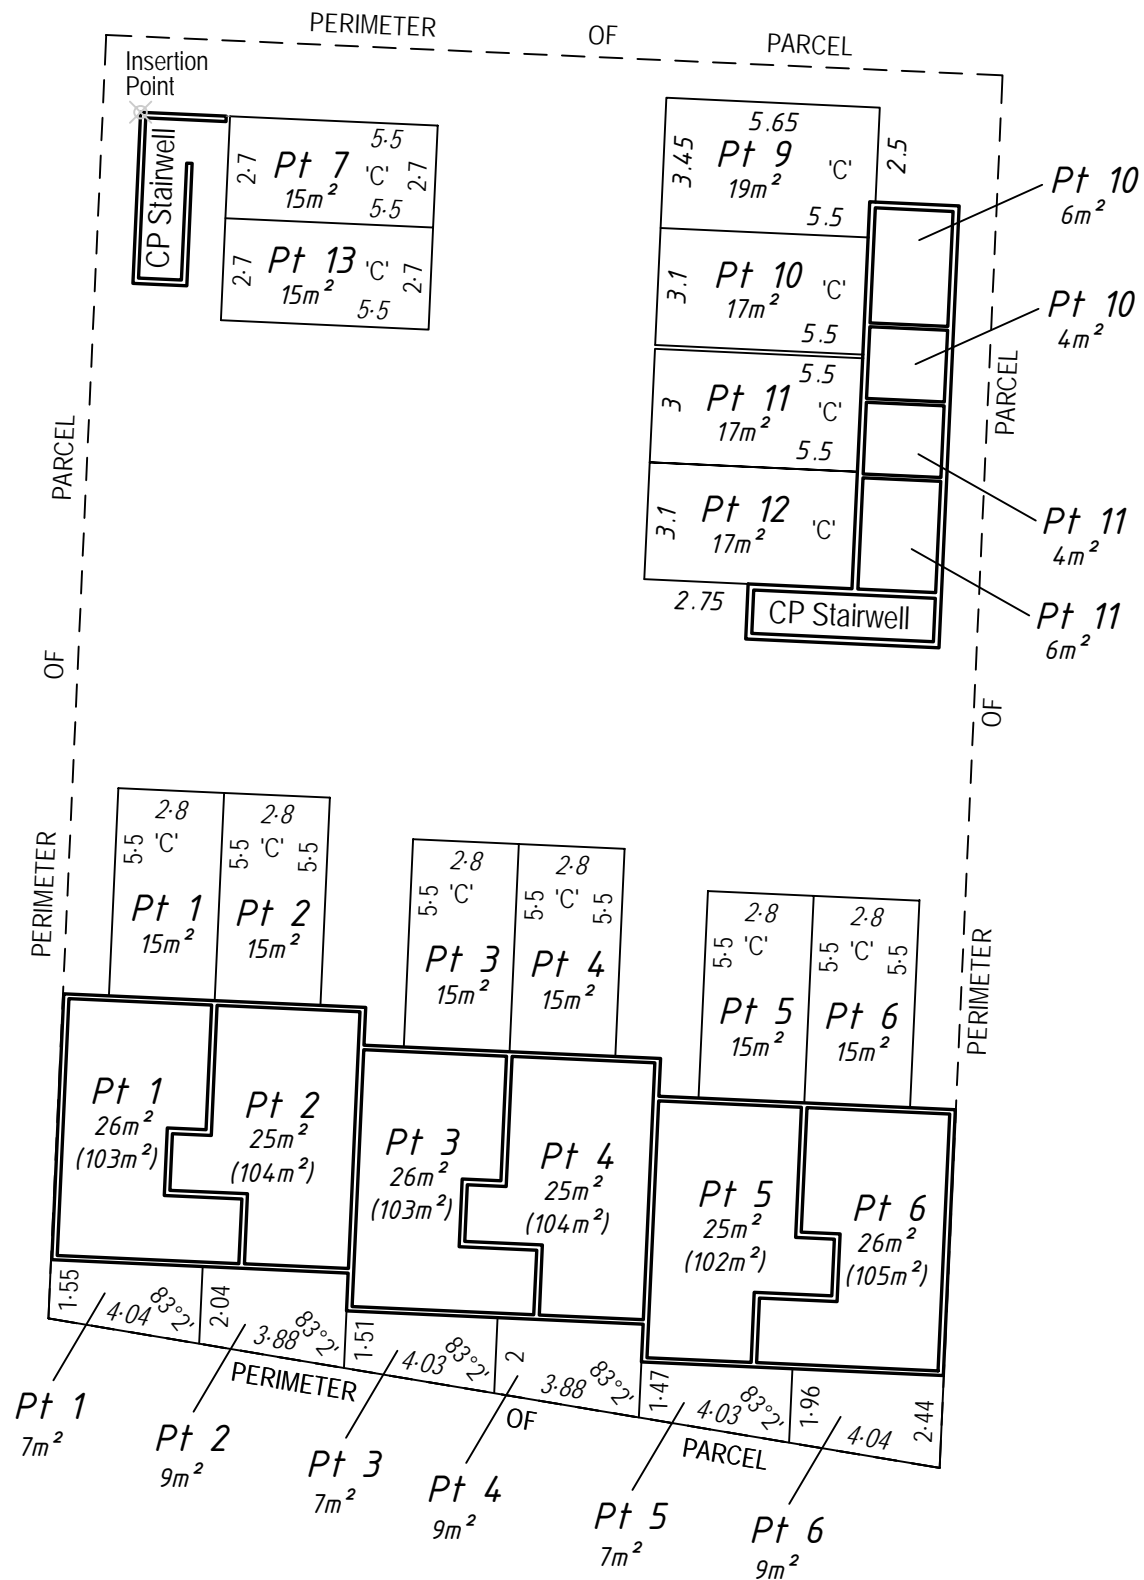 PERIMETER OF PARCEL
Insertion
Point
CP Stairwell
5·5
2·7 Pt 7 'C' 2·7
15m²
5·5
2·7 Pt 13 'C' 2·7
15m²
5·5
5.65
3.45 Pt 9 'C' 2.5
19m²
5.5
3.1 Pt 10 'C'
17m²
5.5
5.5
3 Pt 11 'C'
17m²
5.5
3.1 Pt 12 'C'
17m²
2.75
CP Stairwell
Pt 10
6m²
Pt 10
4m²
Pt 11
4m²
Pt 11
6m²
PERIMETER OF PARCEL
PARCEL OF PERIMETER
2·8
5·5 'C'
Pt 1
15m²
2·8
5·5 'C' 5·5
Pt 2
15m²
2·8
5·5 'C'
Pt 3
15m²
2·8
5·5 'C' 5·5
Pt 4
15m²
2·8
5·5 'C'
Pt 5
15m²
2·8
5·5 'C' 5·5
Pt 6
15m²
Pt 1
26m²
(103m²)
Pt 2
25m²
(104m²)
Pt 3
26m²
(103m²)
Pt 4
25m²
(104m²)
Pt 5
25m²
(102m²)
Pt 6
26m²
(105m²)
1·55 4·04 83°2'
2·04 3·88 83°2'
1·51 4·03 83°2'
2 3·88 83°2'
1·47 4·03 83°2'
1·96 4·04 2·44
PERIMETER OF PARCEL
Pt 1
7m²
Pt 2
9m²
Pt 3
7m²
Pt 4
9m²
Pt 5
7m²
Pt 6
9m²